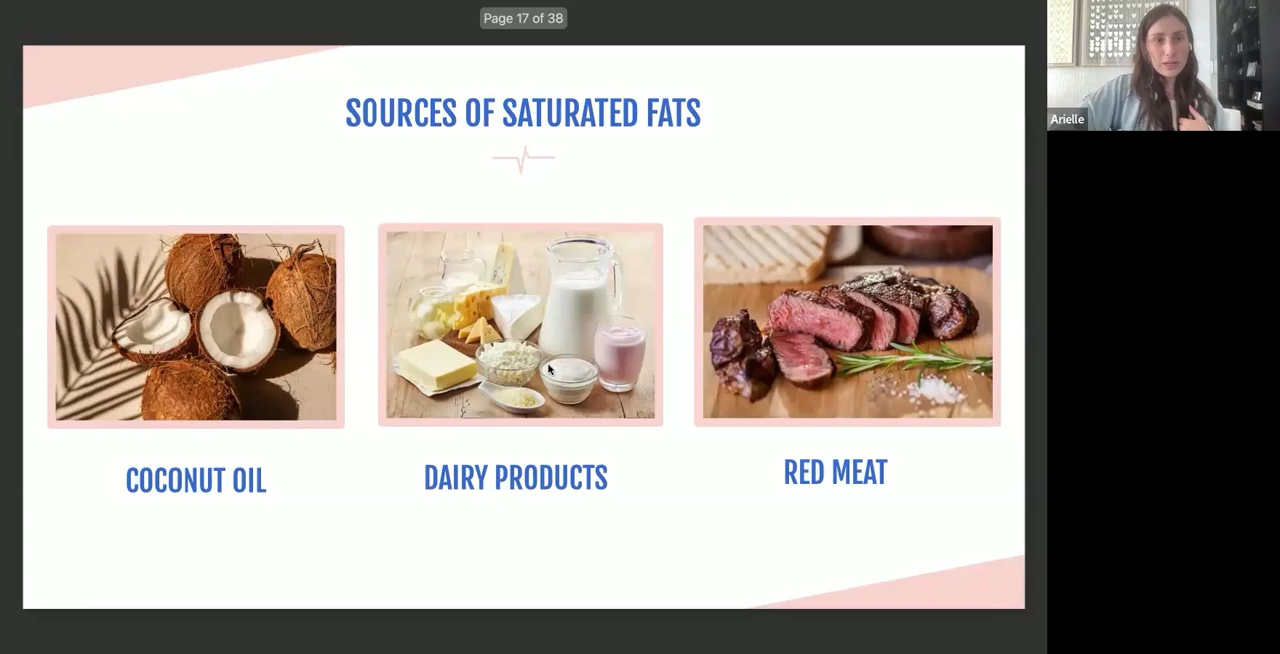 Page 17 of 38
Arielle
SOURCES OF SATURATED FATS
COCONUT OIL
DAIRY PRODUCTS
RED MEAT